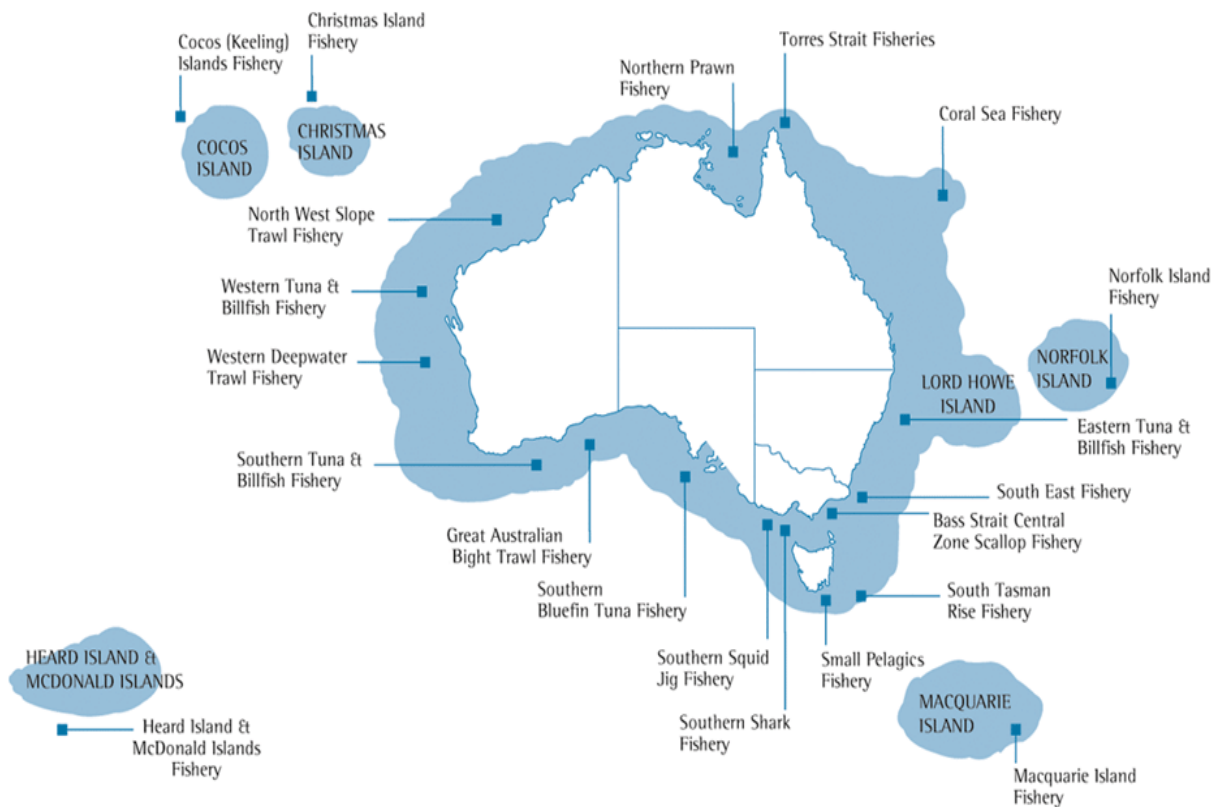 Christmas Island
Fishery
Cocos (Keeling)
Islands Fishery
Torres Strait Fisheries
Northern Prawn
Fishery
Coral Sea Fishery
COCOS
ISLAND
CHRISTMAS
ISLAND
North West Slope
Trawl Fishery
Western Tuna &
Billfish Fishery
Norfolk Island
Fishery
Western Deepwater
Trawl Fishery
NORFOLK
ISLAND
LORD HOWE
ISLAND
Eastern Tuna &
Billfish Fishery
Southern Tuna &
Billfish Fishery
South East Fishery
Bass Strait Central
Zone Scallop Fishery
Great Australian
Bight Trawl Fishery
Southern
Bluefin Tuna Fishery
South Tasman
Rise Fishery
Southern Squid
Jig Fishery
Small Pelagics
Fishery
HEARD ISLAND &
MCDONALD ISLANDS
MACQUARIE
ISLAND
Southern Shark
Fishery
Heard Island &
McDonald Islands
Fishery
Macquarie Island
Fishery